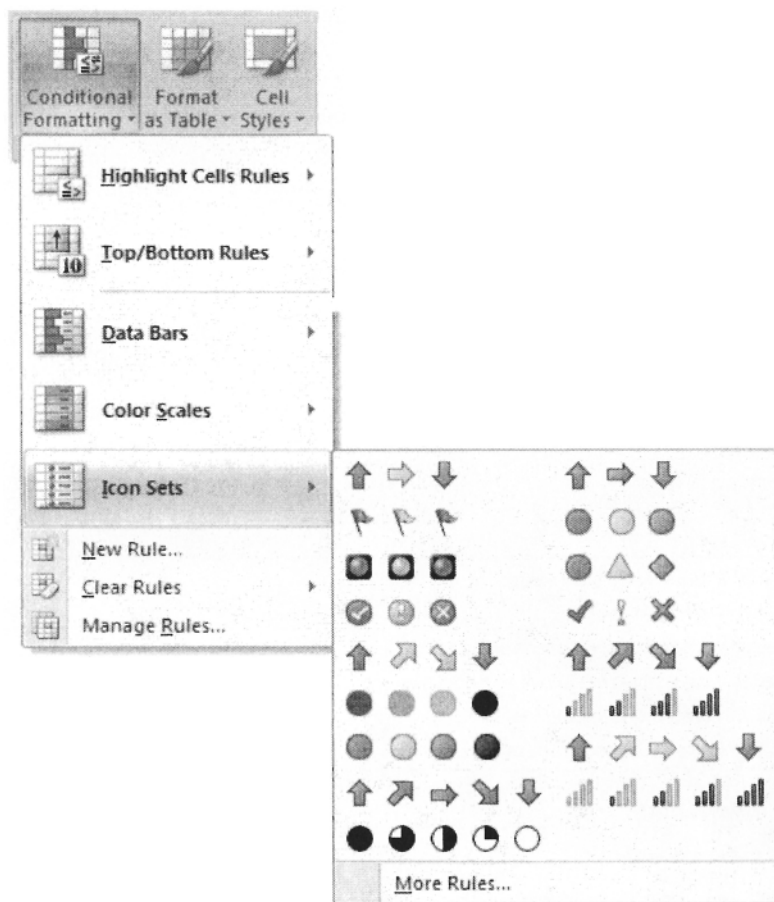 Conditional Formatting
Format as Table
Cell Styles
Highlight Cells Rules
Top/Bottom Rules
10
Data Bars
Color Scales
Icon Sets
New Rule...
Clear Rules
Manage Rules...
More Rules...